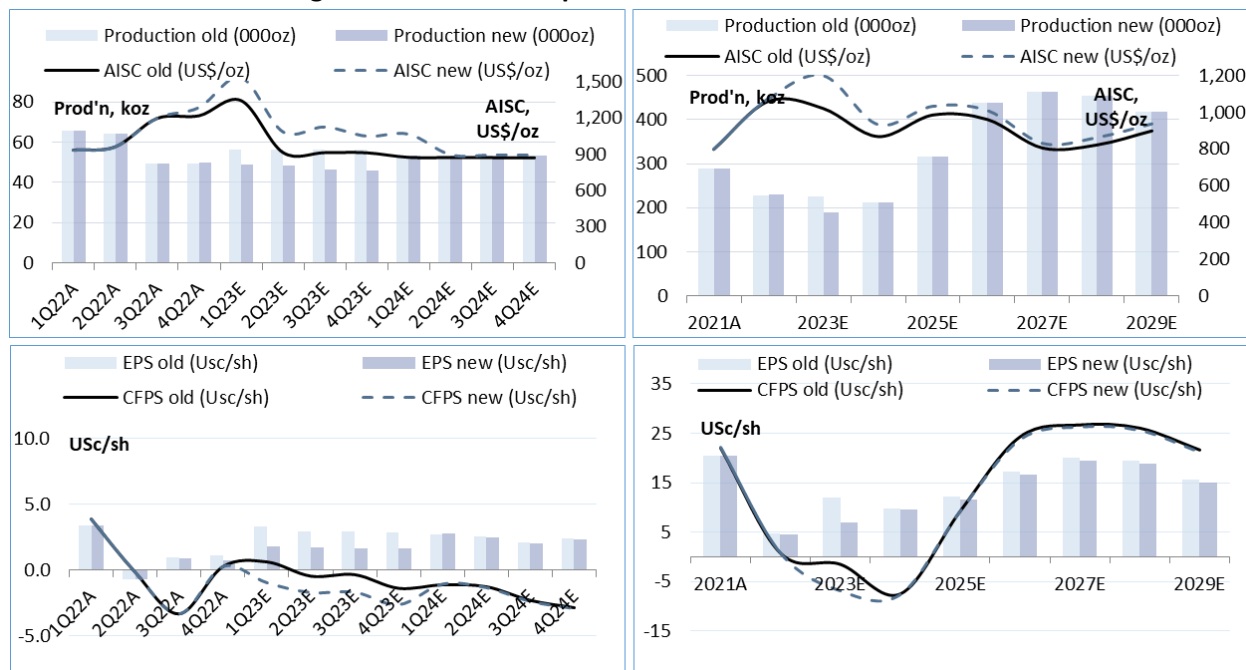 Production old (000oz) Production new (000oz)
AISC old (US$/oz) AISC new (US$/oz)
Prod'n, koz
AISC,
US$/oz
80
60
40
20
0
1,500
1,200
900
600
300
0
1Q22A 2Q22A 3Q22A 4Q22A 1Q23E 2Q23E 3Q23E 4Q23E 1Q24E 2Q24E 3Q24E 4Q24E
Production old (000oz) Production new (000oz)
AISC old (US$/oz) AISC new (US$/oz)
Prod'n, koz
AISC,
US$/oz
500
400
300
200
100
0
1,200
1,000
800
600
400
200
0
2021A 2023E 2025E 2027E 2029E
EPS old (Usc/sh) EPS new (Usc/sh)
CFPS old (Usc/sh) CFPS new (Usc/sh)
USc/sh
10.0
5.0
0.0
-5.0
1Q22A 2Q22A 3Q22A 4Q22A 1Q23E 2Q23E 3Q23E 4Q23E 1Q24E 2Q24E 3Q24E 4Q24E
EPS old (Usc/sh) EPS new (Usc/sh)
CFPS old (Usc/sh) CFPS new (Usc/sh)
USc/sh
35
25
15
5
-5
-15
2021A 2023E 2025E 2027E 2029E